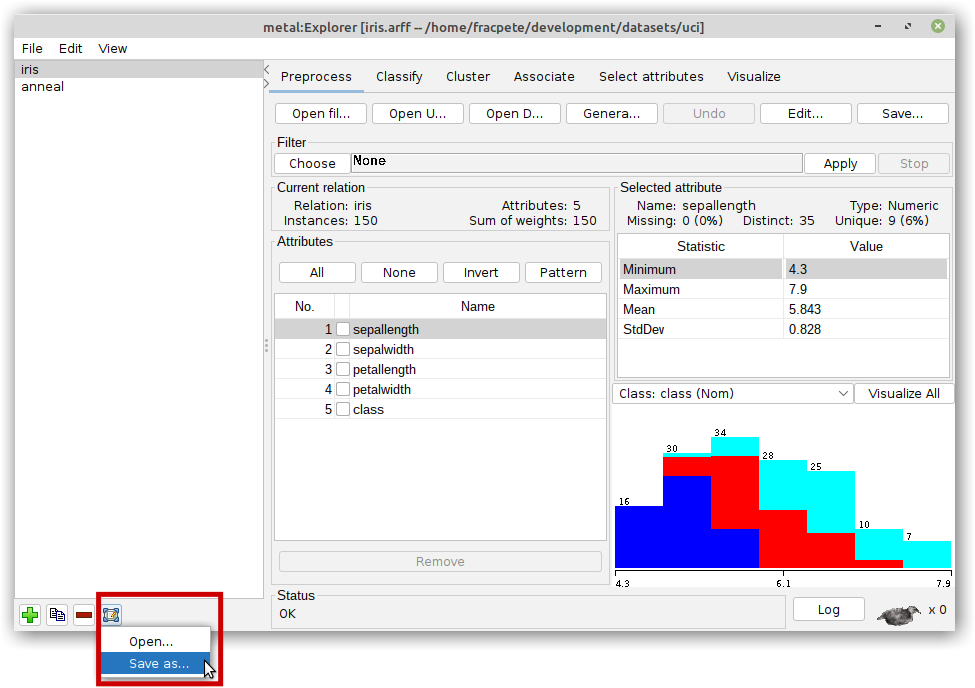 metal:Explorer [iris.arff -- /home/fracpete/development/datasets/uci]
File Edit View
iris
anneal
Preprocess Classify Cluster Associate Select attributes Visualize
Open fil... Open U... Open D... Genera... Undo Edit... Save...
Filter
Choose None Apply Stop
Current relation
Relation: iris Attributes: 5
Instances: 150 Sum of weights: 150
Attributes
All None Invert Pattern
No. Name
1 sepallength
2 sepalwidth
3 petallength
4 petalwidth
5 class
Remove
Selected attribute
Name: sepallength Type: Numeric
Missing: 0 (0%) Distinct: 35 Unique: 9 (6%)
Statistic Value
Minimum 4.3
Maximum 7.9
Mean 5.843
StdDev 0.828
Class: class (Nom) Visualize All
16 30 34 28 25 10 7
4.3 6.1 7.9
Status
OK
Log x 0
Open...
Save as...